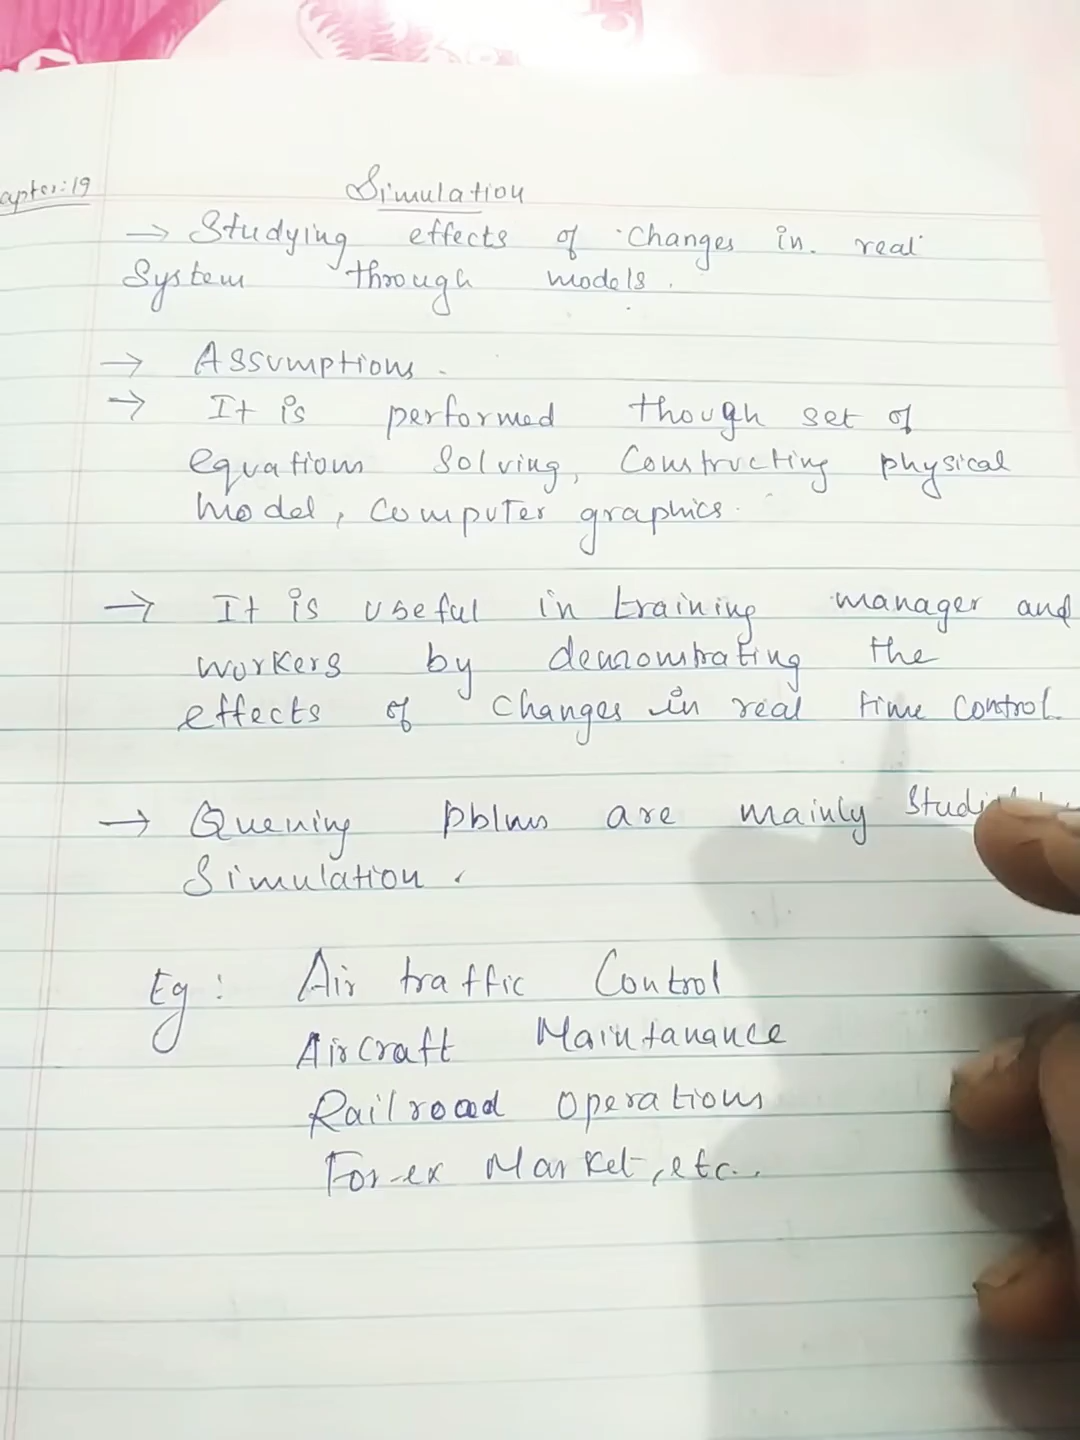 apter:19
Simulation
→ Studying effects of changes in real
System through models.
→ Assumptions.
→ It is performed though set of
equations solving, constructing physical
model, computer graphics.
→ It is useful in training manager and
workers by demonstrating the
effects of changes in real time control.
→ Queuing pblms are mainly
Simulation.
Eg: Air traffic Control
Aircraft Maintanance
Railroad operations
For-ex Market, etc..